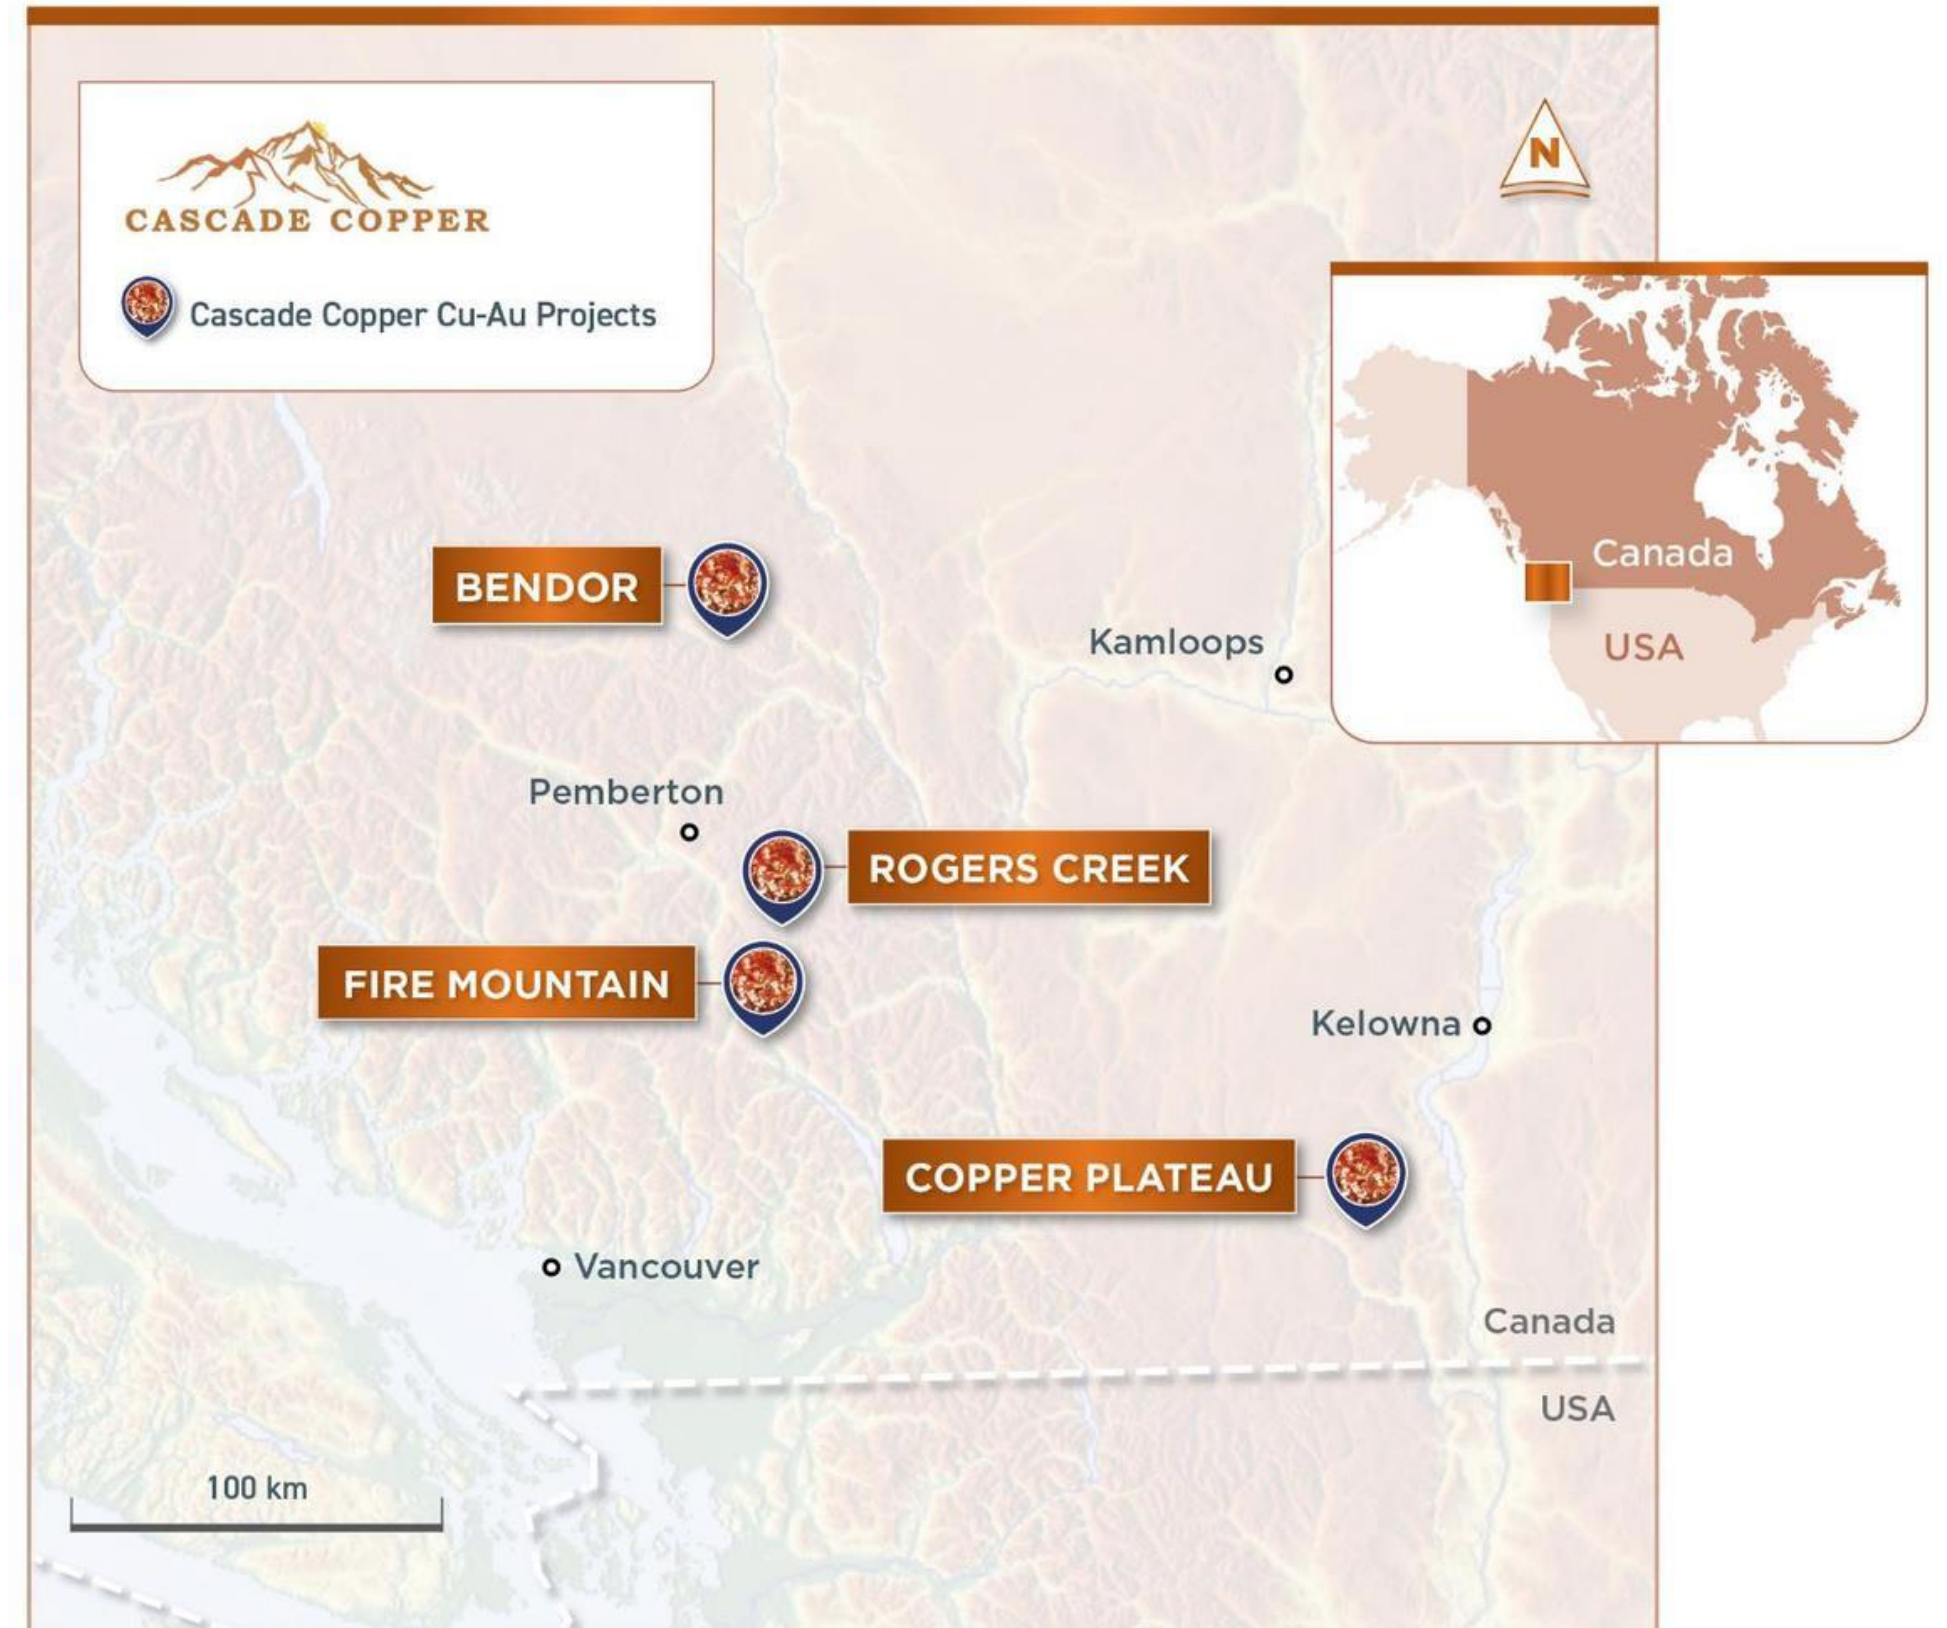 CASCADE COPPER
Cascade Copper Cu-Au Projects
N
Canada
USA
BENDOR
Kamloops
Pemberton
ROGERS CREEK
FIRE MOUNTAIN
Kelowna
COPPER PLATEAU
Vancouver
Canada
USA
100 km